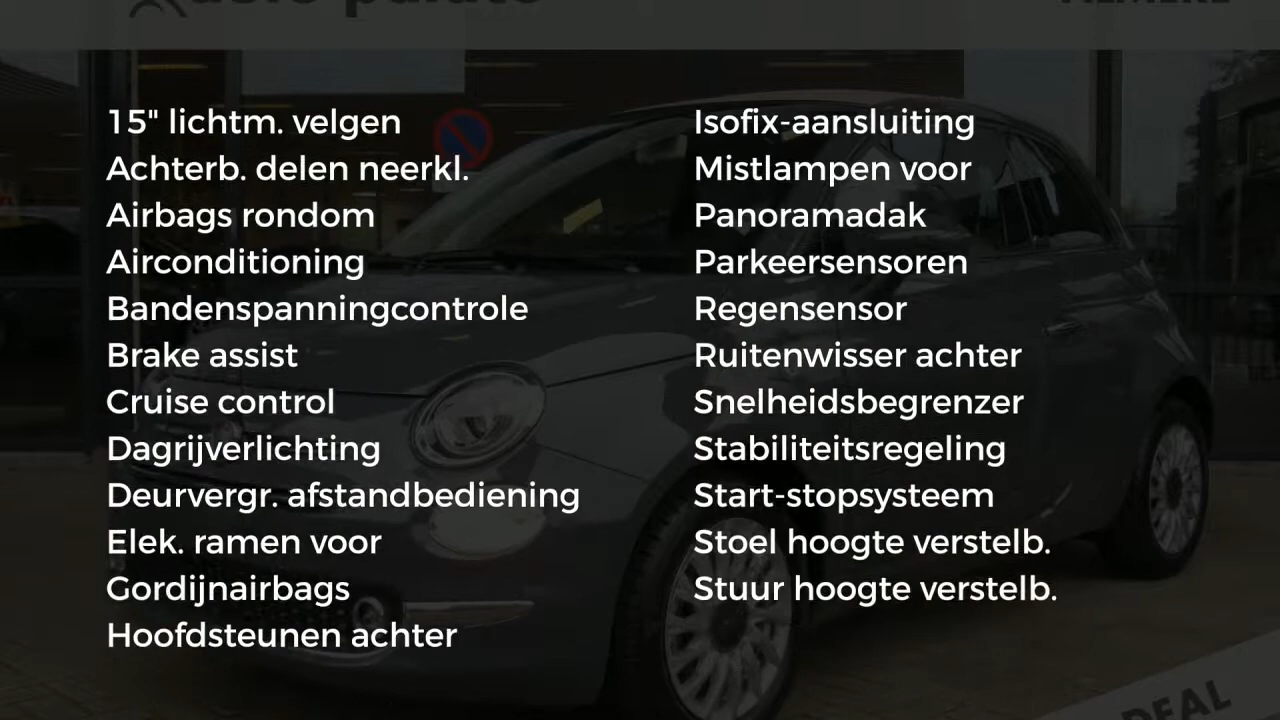 15" lichtm. velgen
Achterb. delen neerkl.
Airbags rondom
Airconditioning
Bandenspanningcontrole
Brake assist
Cruise control
Dagrijverlichting
Deurvergr. afstandbediening
Elek. ramen voor
Gordijnairbags
Hoofdsteunen achter
Isofix-aansluiting
Mistlampen voor
Panoramadak
Parkeersensoren
Regensensor
Ruitenwisser achter
Snelheidsbegrenzer
Stabiliteitsregeling
Start-stopsysteem
Stoel hoogte verstelb.
Stuur hoogte verstelb.
DEAL